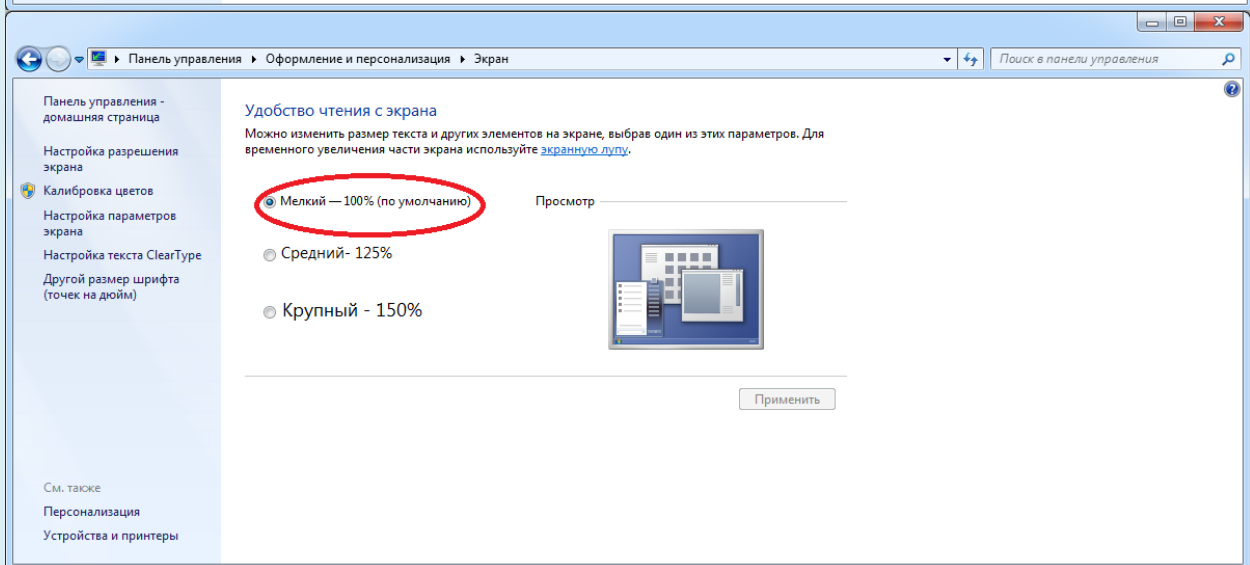 Панель управления ▸ Оформление и персонализация ▸ Экран
Поиск в панели управления
Панель управления -
домашняя страница
Настройка разрешения
экрана
Калибровка цветов
Настройка параметров
экрана
Настройка текста ClearType
Другой размер шрифта
(точек на дюйм)
См. также
Персонализация
Устройства и принтеры
Удобство чтения с экрана
Можно изменить размер текста и других элементов на экране, выбрав один из этих параметров. Для
временного увеличения части экрана используйте экранную лупу.
Мелкий — 100% (по умолчанию)
Просмотр
Средний- 125%
Крупный - 150%
Применить